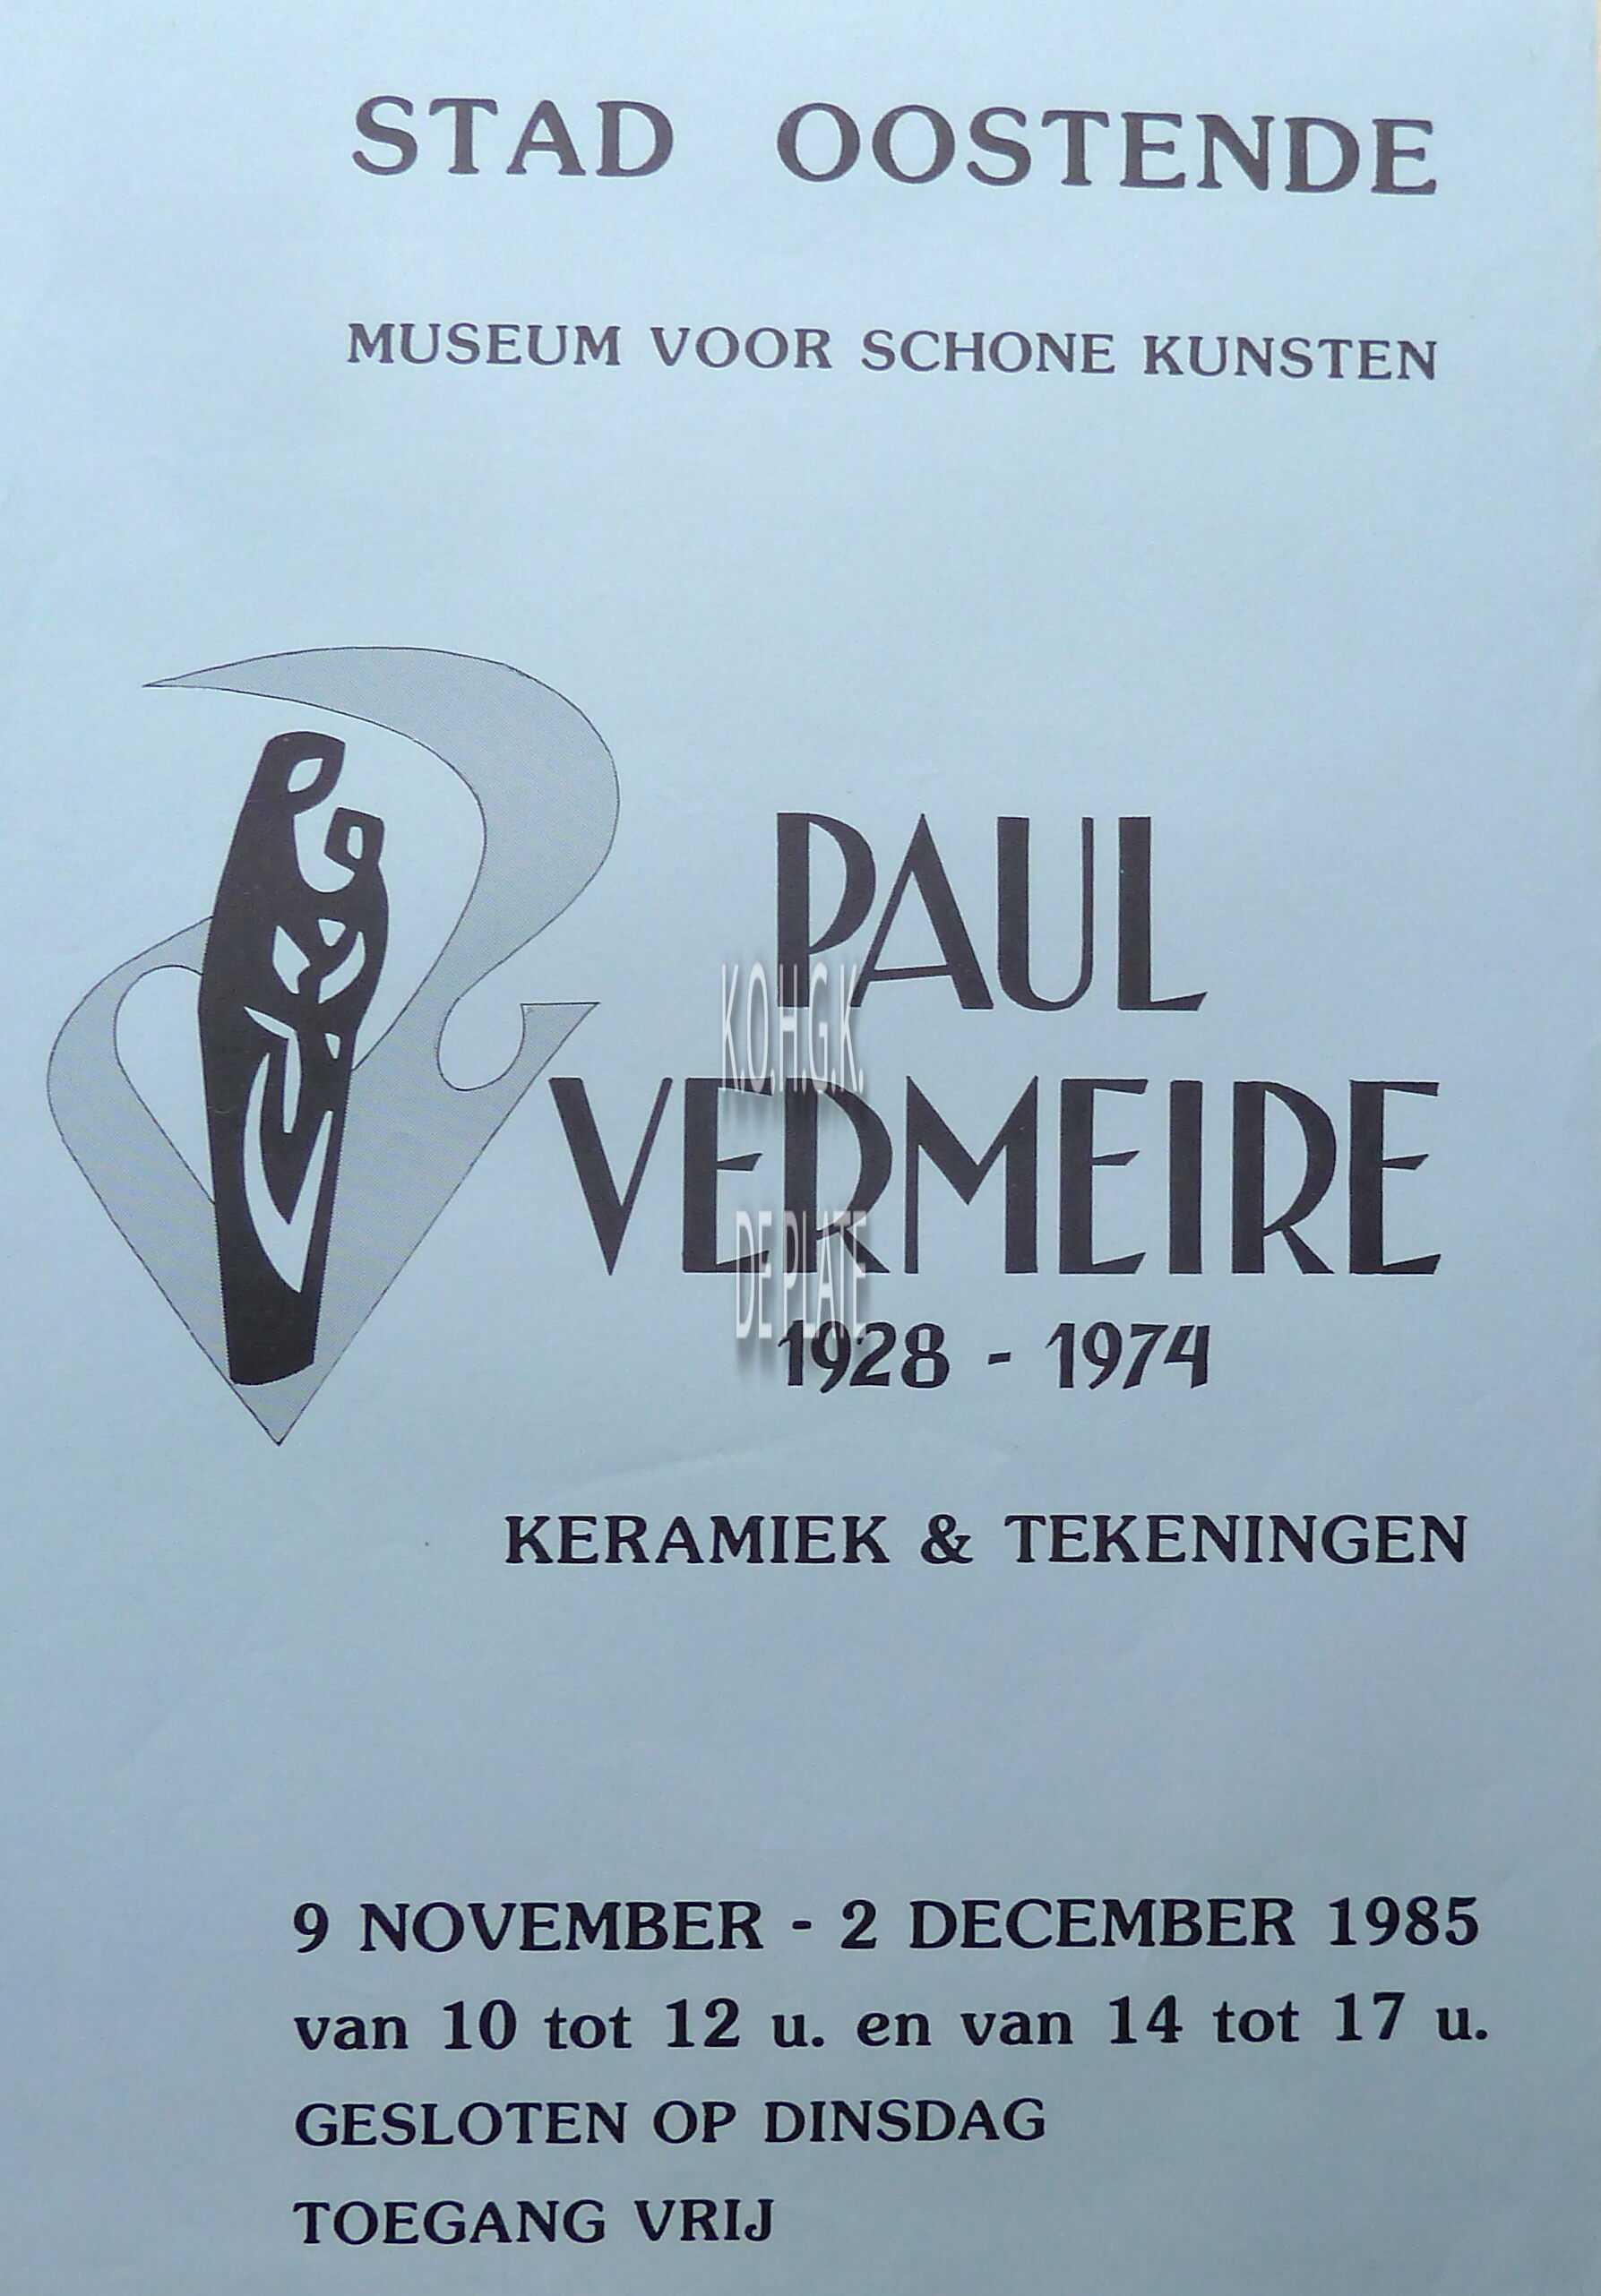 STAD OOSTENDE
MUSEUM VOOR SCHONE KUNSTEN
PAUL
K.O.H.G.K.
VERMEIRE
DE PLATE
1928 - 1974
KERAMIEK & TEKENINGEN
9 NOVEMBER - 2 DECEMBER 1985
van 10 tot 12 u. en van 14 tot 17 u.
GESLOTEN OP DINSDAG
TOEGANG VRIJ